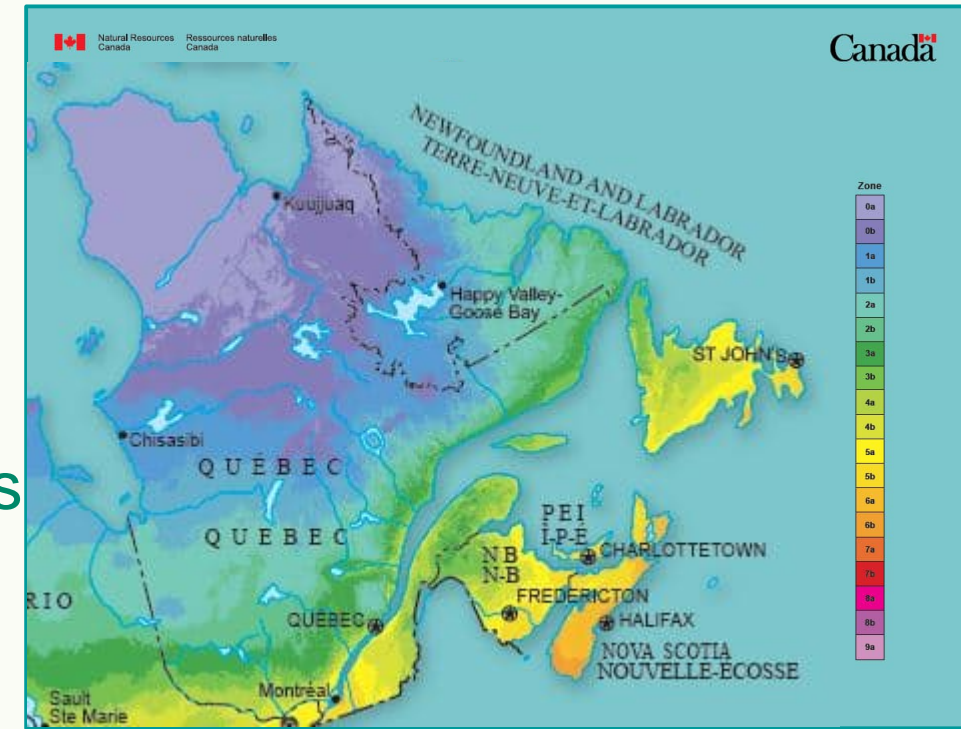 Natural Resources Canada
Ressources naturelles Canada
Canada
NEWFOUNDLAND AND LABRADOR
TERRE-NEUVE-ET-LABRADOR
Kuujjuaq
Happy Valley-
Goose Bay
ST JOHN'S
Chisasibi
QUÉBEC
QUEBEC
s
PEI
Î-P-É
CHARLOTTETOWN
NB
N-B
FREDERICTON
RIO
QUÉBEC
HALIFAX
NOVA SCOTIA
NOUVELLE-ÉCOSSE
Montréal
Sault
Ste Marie
Zone
0a
0b
1a
1b
2a
2b
3a
3b
4a
4b
5a
5b
6a
6b
7a
7b
8a
8b
9a